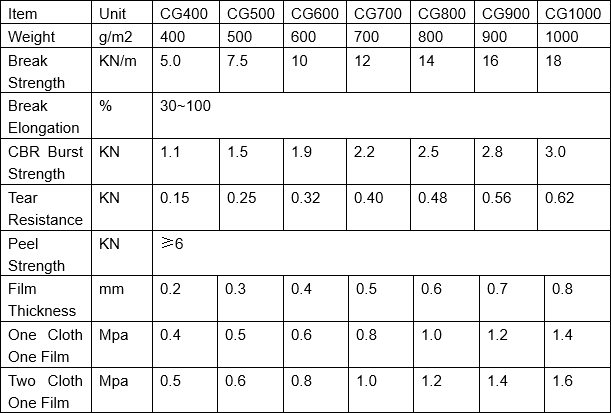 Item Unit CG400 CG500 CG600 CG700 CG800 CG900 CG1000
Weight g/m2 400 500 600 700 800 900 1000
Break Strength KN/m 5.0 7.5 10 12 14 16 18
Break Elongation % 30~100
CBR Burst Strength KN 1.1 1.5 1.9 2.2 2.5 2.8 3.0
Tear Resistance KN 0.15 0.25 0.32 0.40 0.48 0.56 0.62
Peel Strength KN ≥6
Film Thickness mm 0.2 0.3 0.4 0.5 0.6 0.7 0.8
One Cloth One Film Mpa 0.4 0.5 0.6 0.8 1.0 1.2 1.4
Two Cloth One Film Mpa 0.5 0.6 0.8 1.0 1.2 1.4 1.6